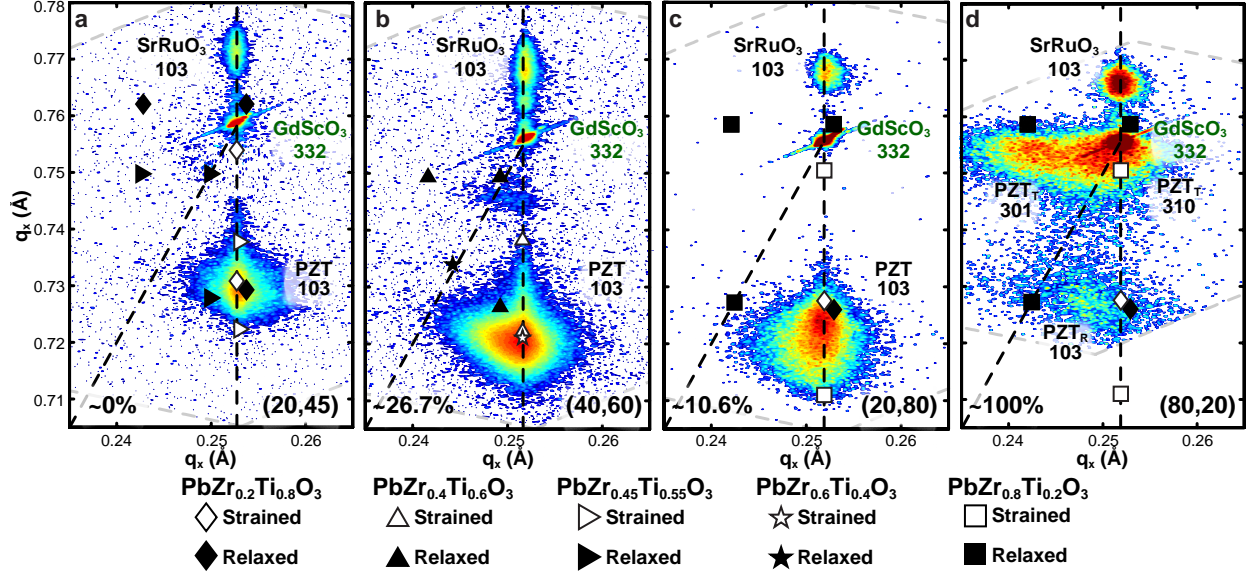 a
b
c
d
0.78
0.77
0.76
0.75
0.74
0.73
0.72
0.71
qₓ (Å)
SrRuO₃
103
GdScO₃
332
PZT
103
~0%
(20,45)
SrRuO₃
103
GdScO₃
332
PZT
103
~26.7%
(40,60)
SrRuO₃
103
GdScO₃
332
PZT
103
~10.6%
(20,80)
SrRuO₃
103
GdScO₃
332
PZT_T
301
PZT_T
310
PZT_R
103
~100%
(80,20)
0.24 0.25 0.26
0.24 0.25 0.26
0.24 0.25 0.26
0.24 0.25 0.26
qₓ (Å)
qₓ (Å)
qₓ (Å)
qₓ (Å)
PbZr₀.₂Ti₀.₈O₃
Strained
Relaxed
PbZr₀.₄Ti₀.₆O₃
Strained
Relaxed
PbZr₀.₄₅Ti₀.₅₅O₃
Strained
Relaxed
PbZr₀.₆Ti₀.₄O₃
Strained
Relaxed
PbZr₀.₈Ti₀.₂O₃
Strained
Relaxed